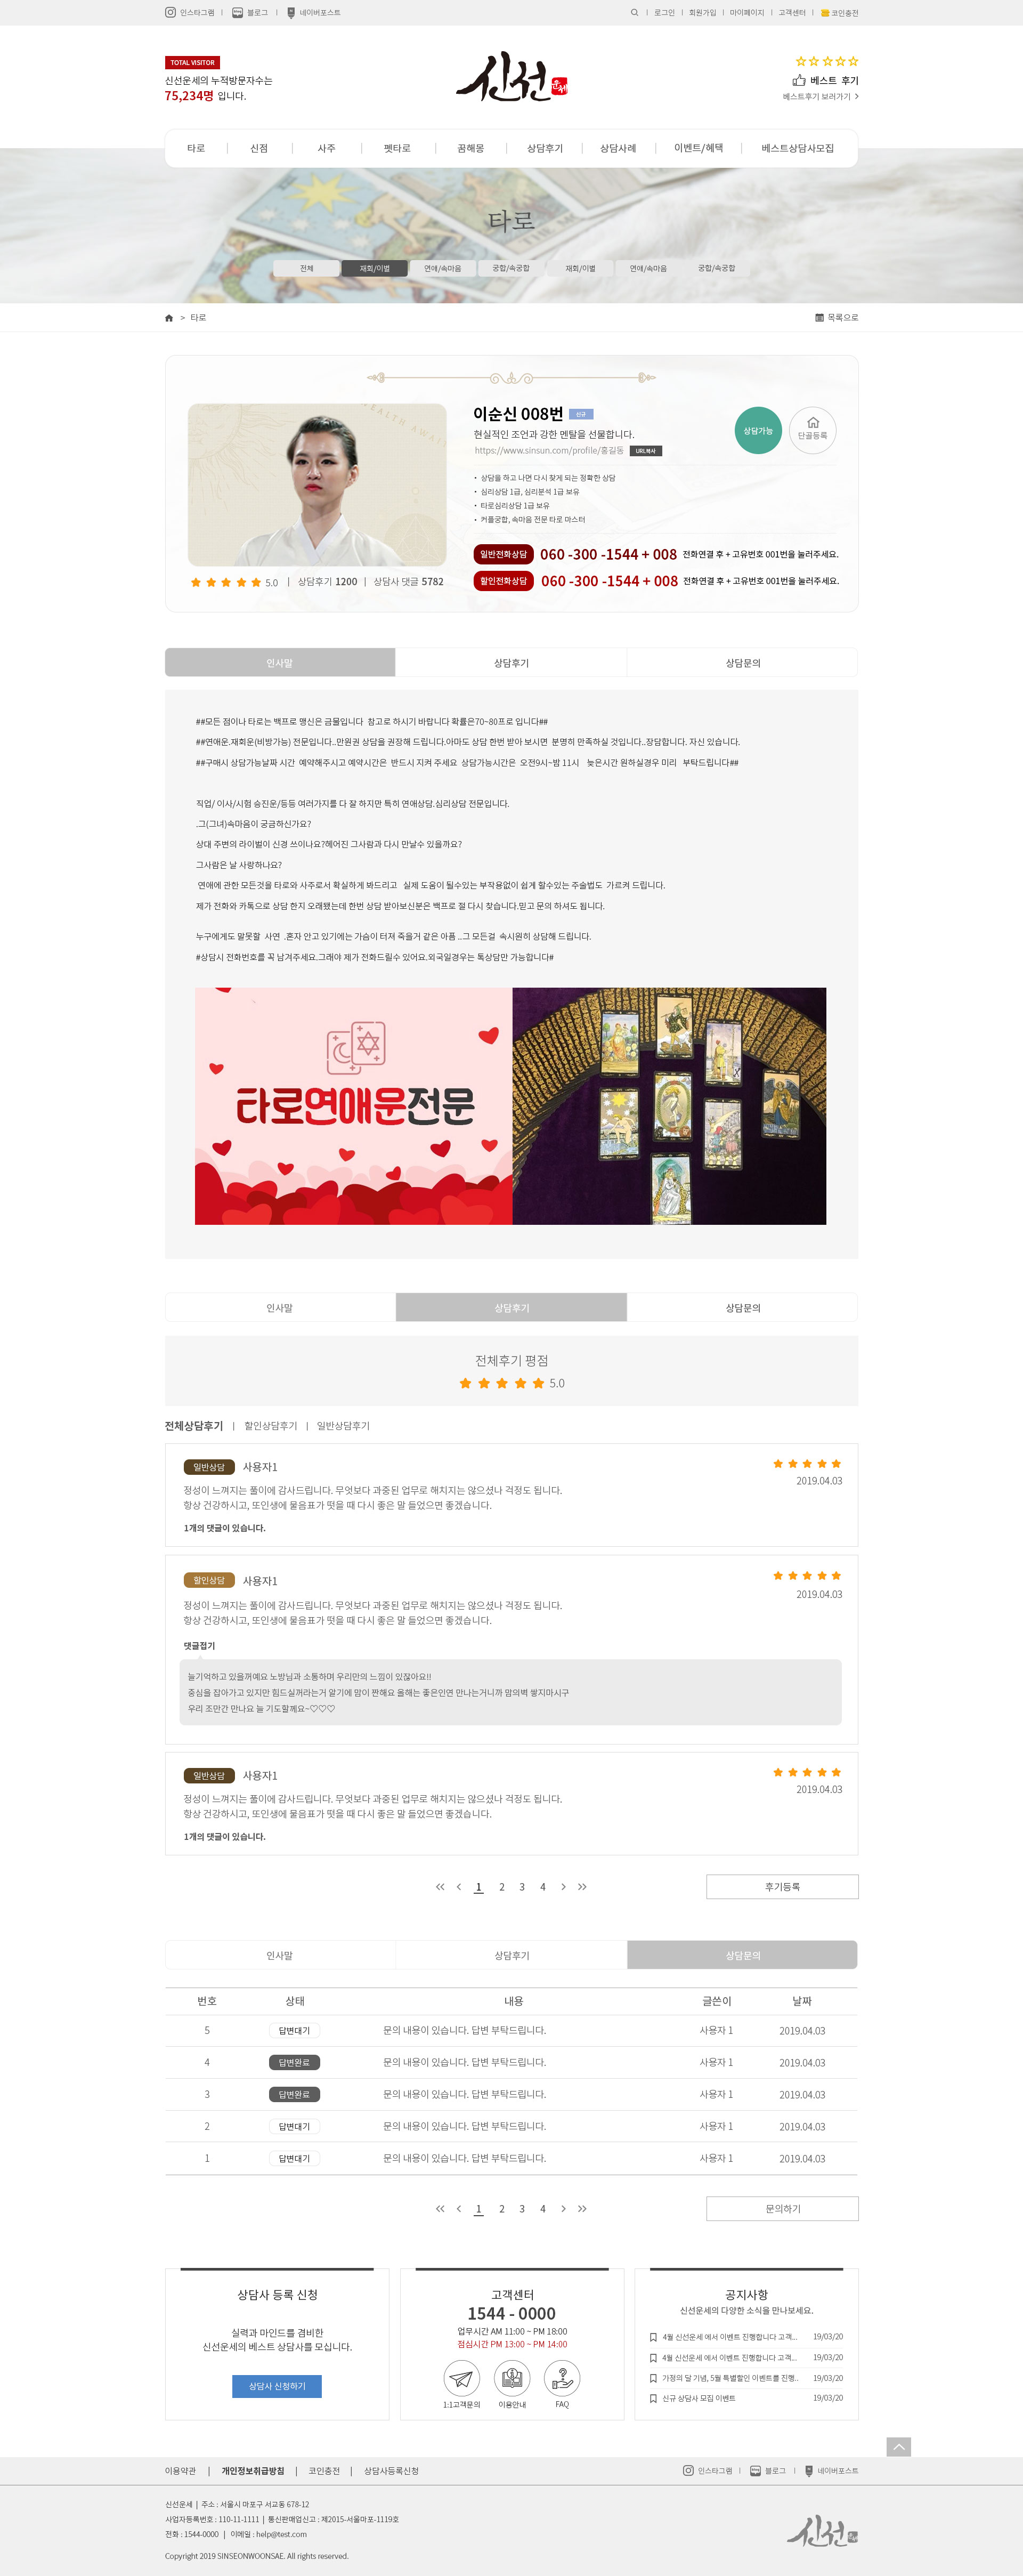 인스타그램 | 블로그 | 네이버포스트
로그인 | 회원가입 | 마이페이지 | 고객센터 | 코인충전
TOTAL VISITOR
신선운세의 누적방문자수는
75,234명 입니다.
신선 운세
베스트 후기
베스트후기 보러가기 >
타로 | 신점 | 사주 | 펫타로 | 꿈해몽 | 상담후기 | 상담사례 | 이벤트/혜택 | 베스트상담사모집
타로
전체 재회/이별 연애/속마음 궁합/속궁합 재회/이별 연애/속마음 궁합/속궁합
> 타로
목록으로
이순신 008번 신규
현실적인 조언과 강한 멘탈을 선물합니다.
https://www.sinsun.com/profile/홍길동 URL복사
상담가능
단골등록
· 상담을 하고 나면 다시 찾게 되는 정확한 상담
· 심리상담 1급, 심리분석 1급 보유
· 타로심리상담 1급 보유
· 커플궁합, 속마음 전문 타로 마스터
일반전화상담 060 -300 -1544 + 008 전화연결 후 + 고유번호 001번을 눌러주세요.
할인전화상담 060 -300 -1544 + 008 전화연결 후 + 고유번호 001번을 눌러주세요.
5.0 | 상담후기 1200 | 상담사 댓글 5782
인사말 상담후기 상담문의
##모든 점이나 타로는 백프로 맹신은 금물입니다 참고로 하시기 바랍니다 확률은70~80프로 입니다##
##연애운.재회운(비방가능) 전문입니다..만원권 상담을 권장해 드립니다.아마도 상담 한번 받아 보시면 분명히 만족하실 것입니다..장담합니다. 자신 있습니다.
##구매시 상담가능날짜 시간 예약해주시고 예약시간은 반드시 지켜 주세요 상담가능시간은 오전9시~밤 11시 늦은시간 원하실경우 미리 부탁드립니다##
직업/ 이사/시험 승진운/등등 여러가지를 다 잘 하지만 특히 연애상담.심리상담 전문입니다.
.그(그녀)속마음이 궁금하신가요?
상대 주변의 라이벌이 신경 쓰이나요?헤어진 그사람과 다시 만날수 있을까요?
그사람은 날 사랑하나요?
연애에 관한 모든것을 타로와 사주로서 확실하게 봐드리고 실제 도움이 될수있는 부작용없이 쉽게 할수있는 주술법도 가르켜 드립니다.
제가 전화와 카톡으로 상담 한지 오래됐는데 한번 상담 받아보신분은 백프로 절 다시 찾습니다.믿고 문의 하셔도 됩니다.
누구에게도 말못할 사연 .혼자 안고 있기에는 가슴이 터져 죽을거 같은 아픔 ..그 모든걸 속시원히 상담해 드립니다.
#상담시 전화번호를 꼭 남겨주세요.그래야 제가 전화드릴수 있어요.외국일경우는 톡상담만 가능합니다#
타로연애운전문
인사말 상담후기 상담문의
전체후기 평점
5.0
전체상담후기 | 할인상담후기 | 일반상담후기
일반상담 사용자1
2019.04.03
정성이 느껴지는 풀이에 감사드립니다. 무엇보다 과중된 업무로 해치지는 않으셨나 걱정도 됩니다.
항상 건강하시고, 또인생에 물음표가 떳을 때 다시 좋은 말 들었으면 좋겠습니다.
1개의 댓글이 있습니다.
할인상담 사용자1
2019.04.03
정성이 느껴지는 풀이에 감사드립니다. 무엇보다 과중된 업무로 해치지는 않으셨나 걱정도 됩니다.
항상 건강하시고, 또인생에 물음표가 떳을 때 다시 좋은 말 들었으면 좋겠습니다.
댓글접기
늘기억하고 있을꺼예요 노방님과 소통하며 우리만의 느낌이 있잖아요!!
중심을 잡아가고 있지만 힘드실꺼라는거 알기에 맘이 짠해요 올해는 좋은인연 만나는거니까 맘의벽 쌓지마시구
우리 조만간 만나요 늘 기도할께요~♡♡♡
일반상담 사용자1
2019.04.03
정성이 느껴지는 풀이에 감사드립니다. 무엇보다 과중된 업무로 해치지는 않으셨나 걱정도 됩니다.
항상 건강하시고, 또인생에 물음표가 떳을 때 다시 좋은 말 들었으면 좋겠습니다.
1개의 댓글이 있습니다.
1 2 3 4
후기등록
인사말 상담후기 상담문의
번호 상태 내용 글쓴이 날짜
5 답변대기 문의 내용이 있습니다. 답변 부탁드립니다. 사용자 1 2019.04.03
4 답변완료 문의 내용이 있습니다. 답변 부탁드립니다. 사용자 1 2019.04.03
3 답변완료 문의 내용이 있습니다. 답변 부탁드립니다. 사용자 1 2019.04.03
2 답변대기 문의 내용이 있습니다. 답변 부탁드립니다. 사용자 1 2019.04.03
1 답변대기 문의 내용이 있습니다. 답변 부탁드립니다. 사용자 1 2019.04.03
1 2 3 4
문의하기
상담사 등록 신청
실력과 마인드를 겸비한
신선운세의 베스트 상담사를 모십니다.
상담사 신청하기
고객센터
1544 - 0000
업무시간 AM 11:00 ~ PM 18:00
점심시간 PM 13:00 ~ PM 14:00
1:1고객문의 이용안내 FAQ
공지사항
신선운세의 다양한 소식을 만나보세요.
4월 신선운세 에서 이벤트 진행합니다 고객... 19/03/20
4월 신선운세 에서 이벤트 진행합니다 고객... 19/03/20
가정의 달 기념, 5월 특별할인 이벤트를 진행.. 19/03/20
신규 상담사 모집 이벤트 19/03/20
이용약관 | 개인정보취급방침 | 코인충전 | 상담사등록신청
인스타그램 | 블로그 | 네이버포스트
신선운세 | 주소 : 서울시 마포구 서교동 678-12
사업자등록번호 : 110-11-1111 | 통신판매업신고 : 제2015-서울마포-1119호
전화 : 1544-0000 | 이메일 : help@test.com
Copyright 2019 SINSEONWOONSAE. All rights reserved.
신선